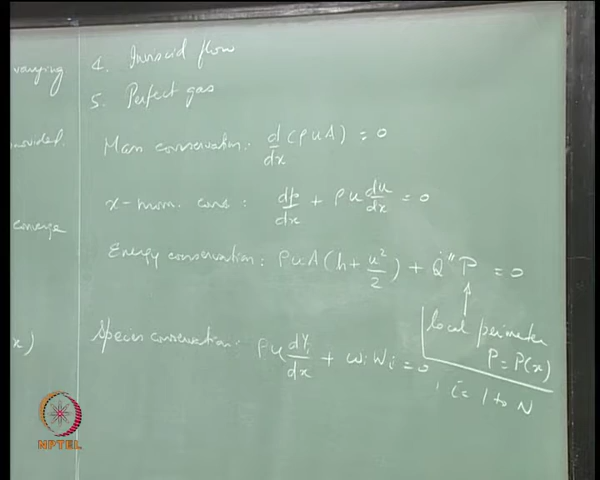 varying
4. Inviscid flow
5. Perfect gas
provided.
Mass conservation: d/dx (ρuA) = 0
x-mom. cons: dp/dx + ρu du/dx = 0
converge
Energy conservation: ρuA(h + u²/2) + Q̇'' P = 0
local perimeter
P = P(x)
x)
Species conservation: ρu dYi/dx + ωi Wi = 0, i = 1 to N
NPTEL